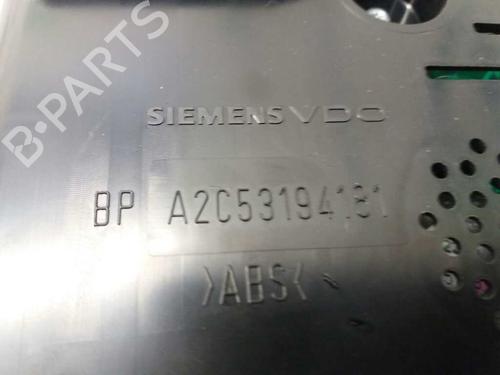 B-PARTS
SIEMENS VDO
BP A2C53194131
>ABS<